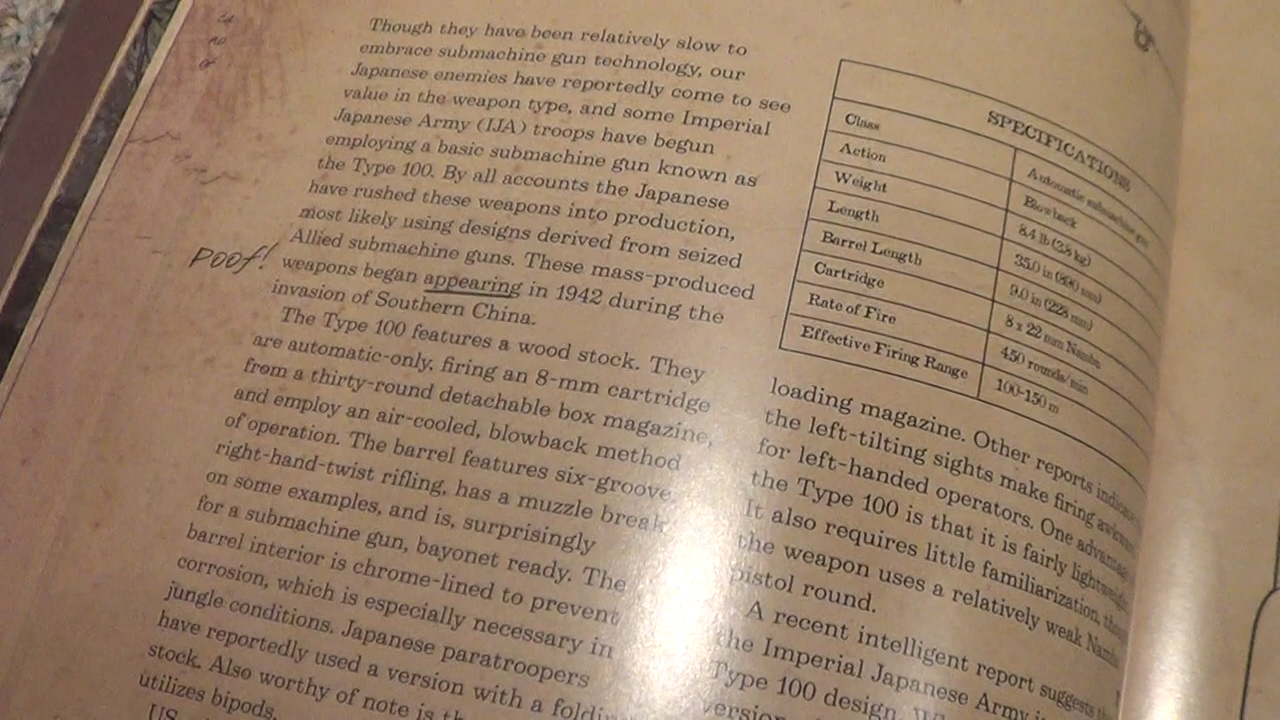 Though they have been relatively slow to
embrace submachine gun technology, our
Japanese enemies have reportedly come to see
value in the weapon type, and some Imperial
Japanese Army (IJA) troops have begun
employing a basic submachine gun known as
the Type 100. By all accounts the Japanese
have rushed these weapons into production,
most likely using designs derived from seized
Allied submachine guns. These mass-produced
weapons began appearing in 1942 during the
invasion of Southern China.
poof!
The Type 100 features a wood stock. They
are automatic-only, firing an 8-mm cartridge
from a thirty-round detachable box magazine,
and employ an air-cooled, blowback method
of operation. The barrel features six-groove,
right-hand-twist rifling, has a muzzle break
on some examples, and is, surprisingly
for a submachine gun, bayonet ready. The
barrel interior is chrome-lined to prevent
corrosion, which is especially necessary in
jungle conditions. Japanese paratroopers
have reportedly used a version with a folding
stock. Also worthy of note is
utilizes bipods.
US
SPECIFICATIONS
Class Automatic submachine gun
Action Blowback
Weight 8.4 lb (3.8 kg)
Length 35.0 in (890 mm)
Barrel Length 9.0 in (228 mm)
Cartridge 8 x 22 mm Nambu
Rate of Fire 450 rounds/min
Effective Firing Range 100-150 m
loading magazine. Other reports
the left-tilting sights make firing
for left-handed operators. One
the Type 100 is that it is fairly
It also requires little familiarization,
the weapon uses a relatively weak
pistol round.
A recent intelligent report suggests
the Imperial Japanese Army
Type 100 design.